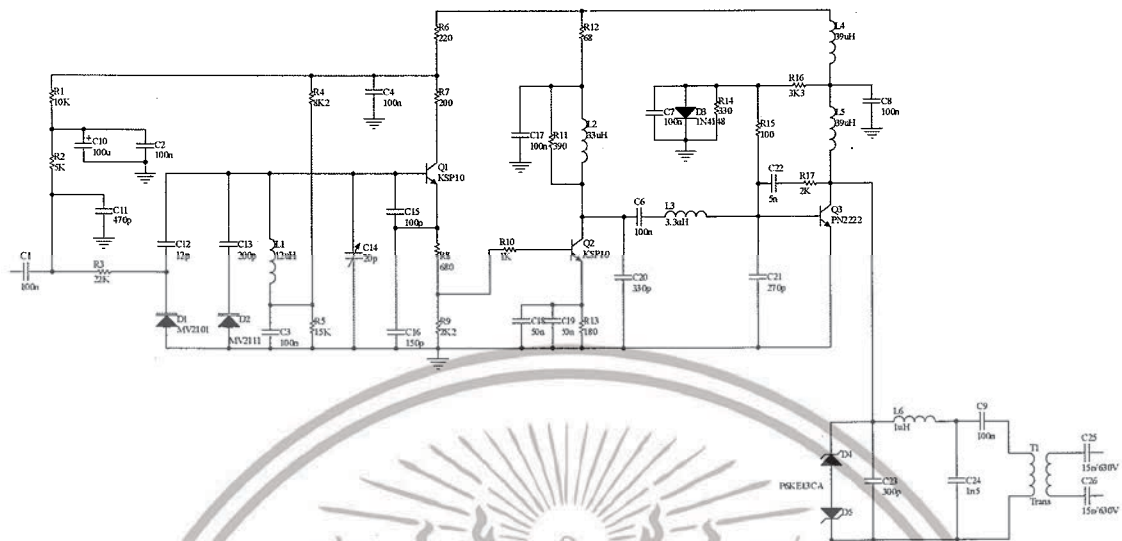 R6
220
R12
68
L4
39uH
R1
10K
R4
8K2
C4
100n
R7
200
R16
3K3
C8
100n
C7
100n
D3
1N4148
R14
330
R15
100
L5
39uH
C17
100n
R11
390
L2
33uH
C10
100u
C2
100n
R2
5K
Q1
KSP10
C22
5n
R17
2K
C11
470p
C15
100p
C6
100n
L3
3.3uH
Q3
PN2222
C12
12p
C13
200p
L1
12uH
C14
20p
R8
680
R10
1K
Q2
KSP10
C1
100n
R3
22K
C20
330p
C21
270p
D1
MV2101
D2
MV2111
C3
100n
R5
15K
C16
150p
R9
2K2
C18
50n
C19
50n
R13
180
L6
1uH
C9
100n
T1
Trans
C25
15n/630V
C26
15n/630V
D4
P6KE13CA
D5
C23
300p
C24
1n5